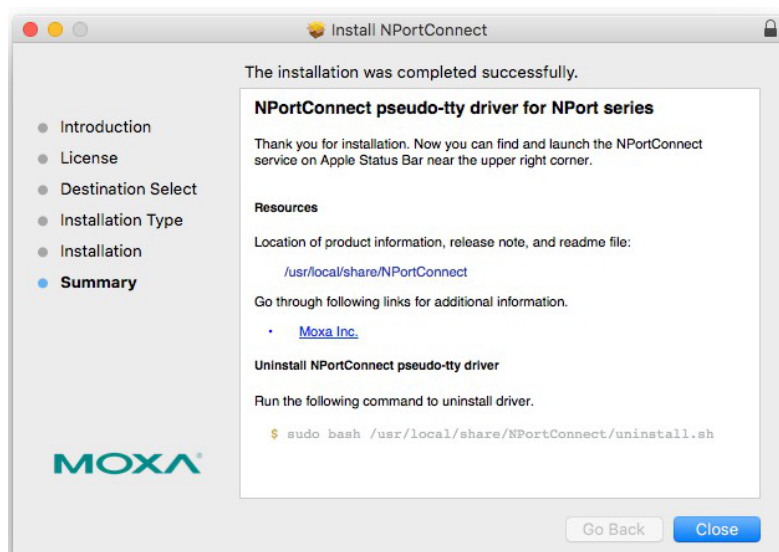 Install NPortConnect
The installation was completed successfully.
Introduction
License
Destination Select
Installation Type
Installation
Summary
NPortConnect pseudo-tty driver for NPort series
Thank you for installation. Now you can find and launch the NPortConnect
service on Apple Status Bar near the upper right corner.
Resources
Location of product information, release note, and readme file:
/usr/local/share/NPortConnect
Go through following links for additional information.
• Moxa Inc.
Uninstall NPortConnect pseudo-tty driver
Run the following command to uninstall driver.
$ sudo bash /usr/local/share/NPortConnect/uninstall.sh
MOXA
Go Back
Close